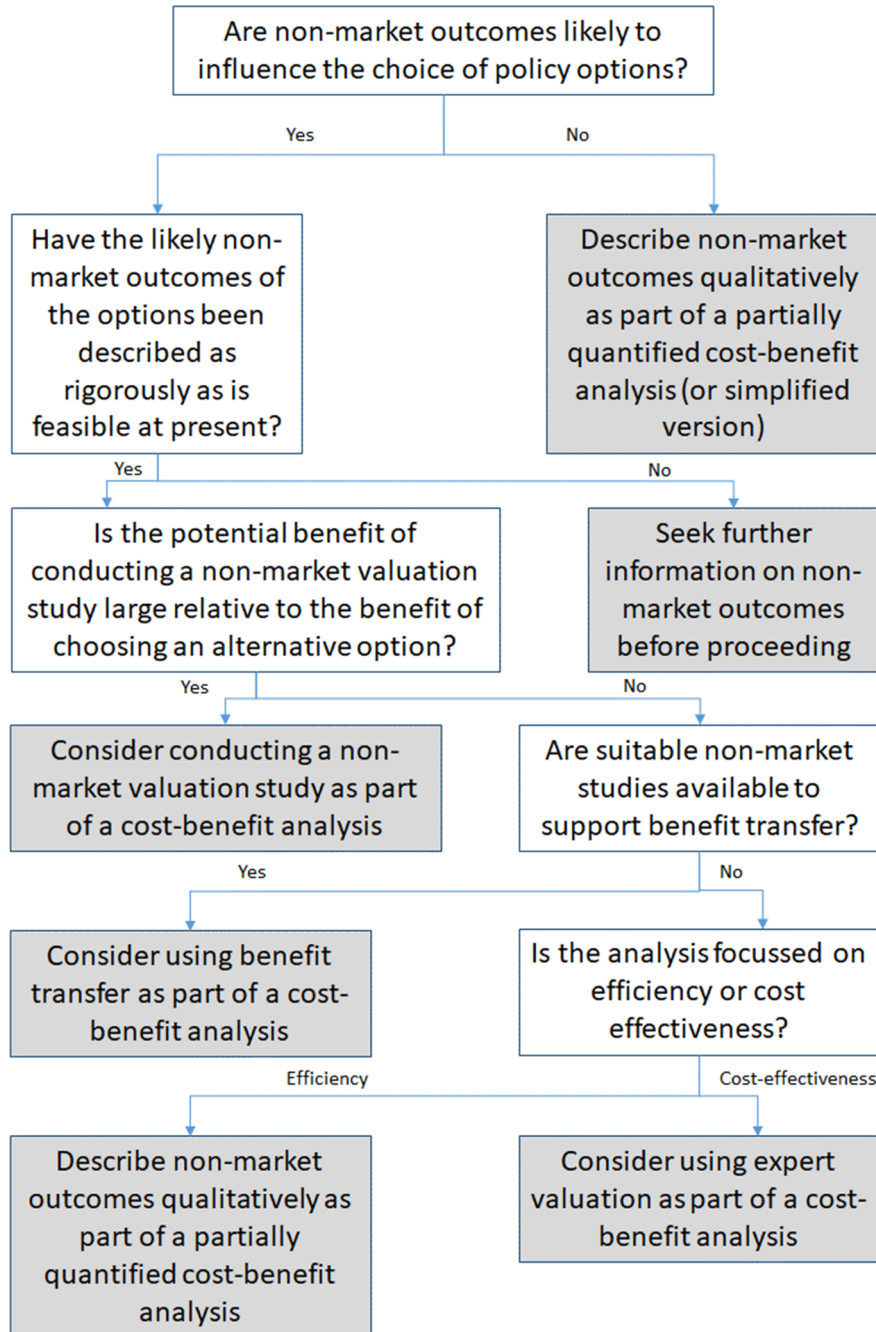 Are non-market outcomes likely to
influence the choice of policy options?
Yes
No
Have the likely non-
market outcomes of
the options been
described as
rigorously as is
feasible at present?
Describe non-market
outcomes qualitatively
as part of a partially
quantified cost-benefit
analysis (or simplified
version)
Yes
No
Is the potential benefit of
conducting a non-market valuation
study large relative to the benefit of
choosing an alternative option?
Seek further
information on non-
market outcomes
before proceeding
Yes
No
Consider conducting a non-
market valuation study as part
of a cost-benefit analysis
Are suitable non-market
studies available to
support benefit transfer?
Yes
No
Consider using benefit
transfer as part of a cost-
benefit analysis
Is the analysis focussed on
efficiency or cost
effectiveness?
Efficiency
Cost-effectiveness
Describe non-market
outcomes qualitatively as
part of a partially
quantified cost-benefit
analysis
Consider using expert
valuation as part of a cost-
benefit analysis